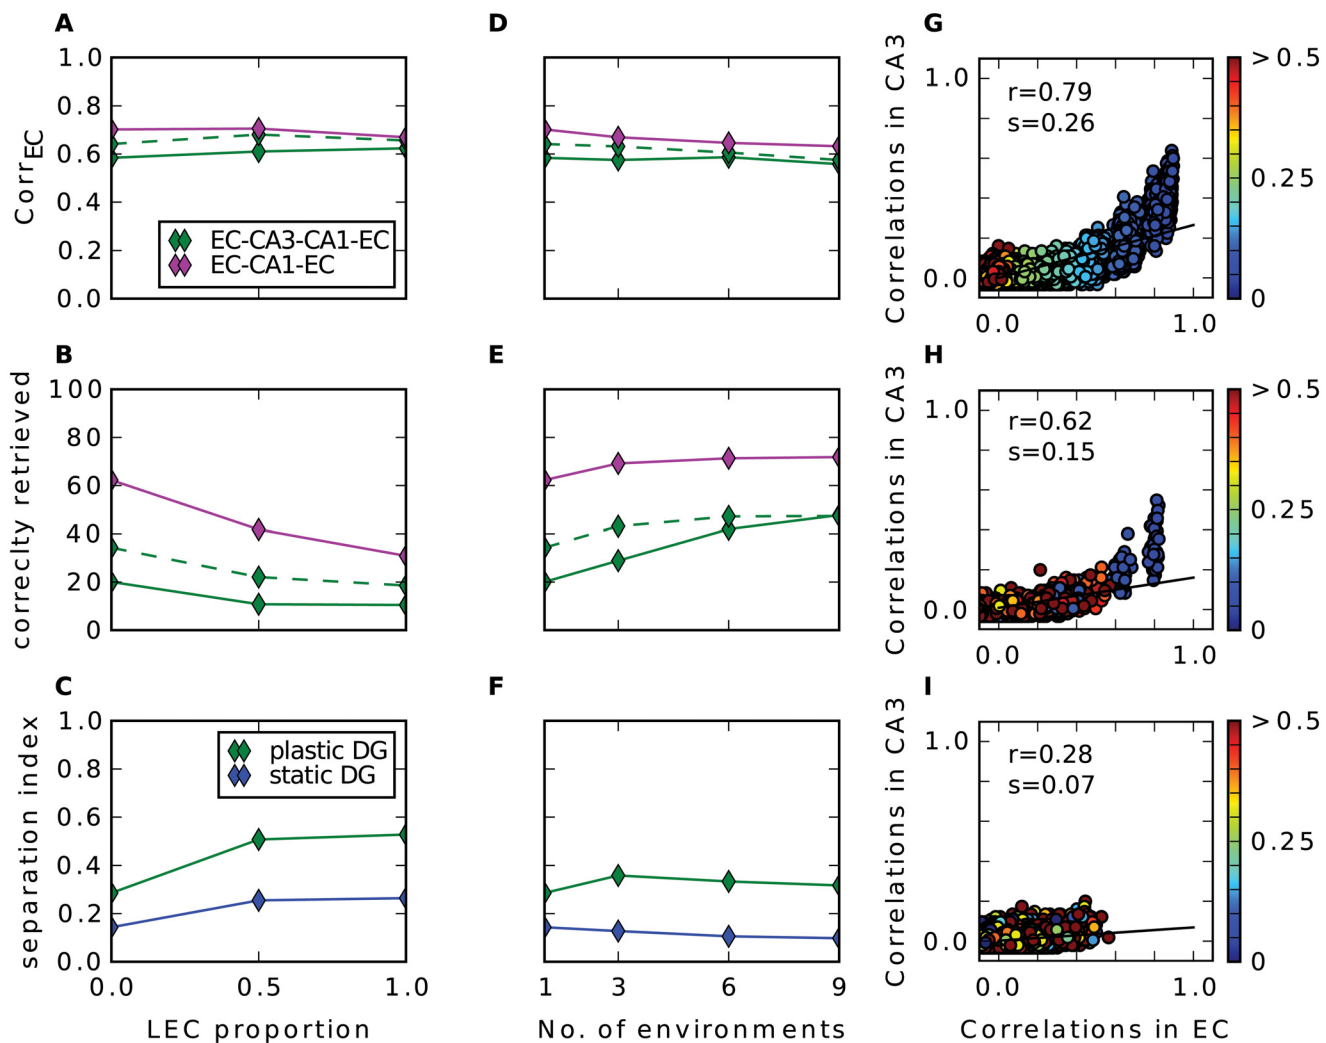 A
Corr EC
1.0
0.8
0.6
0.4
0.2
0.0
EC-CA3-CA1-EC
EC-CA1-EC
D
G
Correlations in CA3
1.0
0.0
r=0.79
s=0.26
0.0 1.0
> 0.5
0.25
0
B
correclty retrieved
100
80
60
40
20
0
E
H
Correlations in CA3
1.0
0.0
r=0.62
s=0.15
0.0 1.0
> 0.5
0.25
0
C
separation index
1.0
0.8
0.6
0.4
0.2
0.0
plastic DG
static DG
0.0 0.5 1.0
LEC proportion
F
1 3 6 9
No. of environments
I
Correlations in CA3
1.0
0.0
r=0.28
s=0.07
0.0 1.0
Correlations in EC
> 0.5
0.25
0